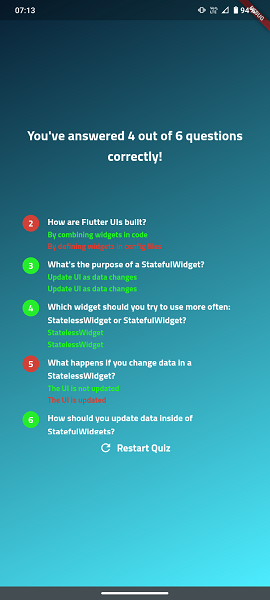 07:13
94%
DEBUG
You've answered 4 out of 6 questions
correctly!
2 How are Flutter UIs built?
By combining widgets in code
By defining widgets in config files
3 What's the purpose of a StatefulWidget?
Update UI as data changes
Update UI as data changes
4 Which widget should you try to use more often:
StatelessWidget or StatefulWidget?
StatelessWidget
StatelessWidget
5 What happens if you change data in a
StatelessWidget?
The UI is not updated
The UI is updated
6 How should you update data inside of
StatefulWidgets?
Restart Quiz